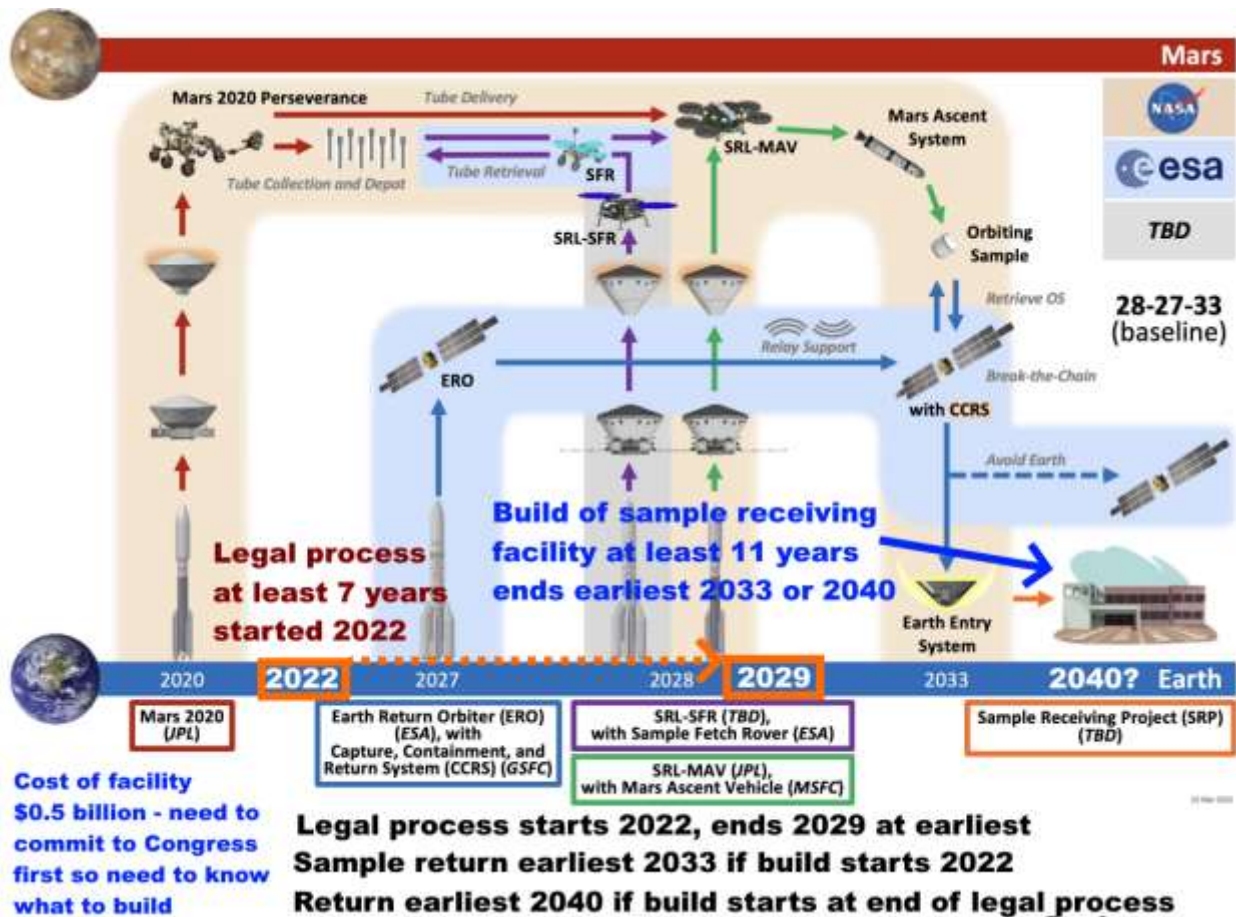 Mars
Mars 2020 Perseverance
Tube Delivery
Tube Collection and Depot
Tube Retrieval
SFR
SRL-SFR
SRL-MAV
Mars Ascent
System
Orbiting
Sample
Retrieve OS
NASA
esa
TBD
28-27-33
(baseline)
ERO
Relay Support
Break-the-Chain
with CCRS
Avoid Earth
Legal process
at least 7 years
started 2022
Build of sample receiving
facility at least 11 years
ends earliest 2033 or 2040
Earth Entry
System
2020
2022
2027
2028
2029
2033
2040?
Earth
Mars 2020
(JPL)
Earth Return Orbiter (ERO)
(ESA), with
Capture, Containment, and
Return System (CCRS) (GSFC)
SRL-SFR (TBD),
with Sample Fetch Rover (ESA)
SRL-MAV (JPL),
with Mars Ascent Vehicle (MSFC)
Sample Receiving Project (SRP)
(TBD)
Cost of facility
$0.5 billion - need to
commit to Congress
first so need to know
what to build
Legal process starts 2022, ends 2029 at earliest
Sample return earliest 2033 if build starts 2022
Return earliest 2040 if build starts at end of legal process